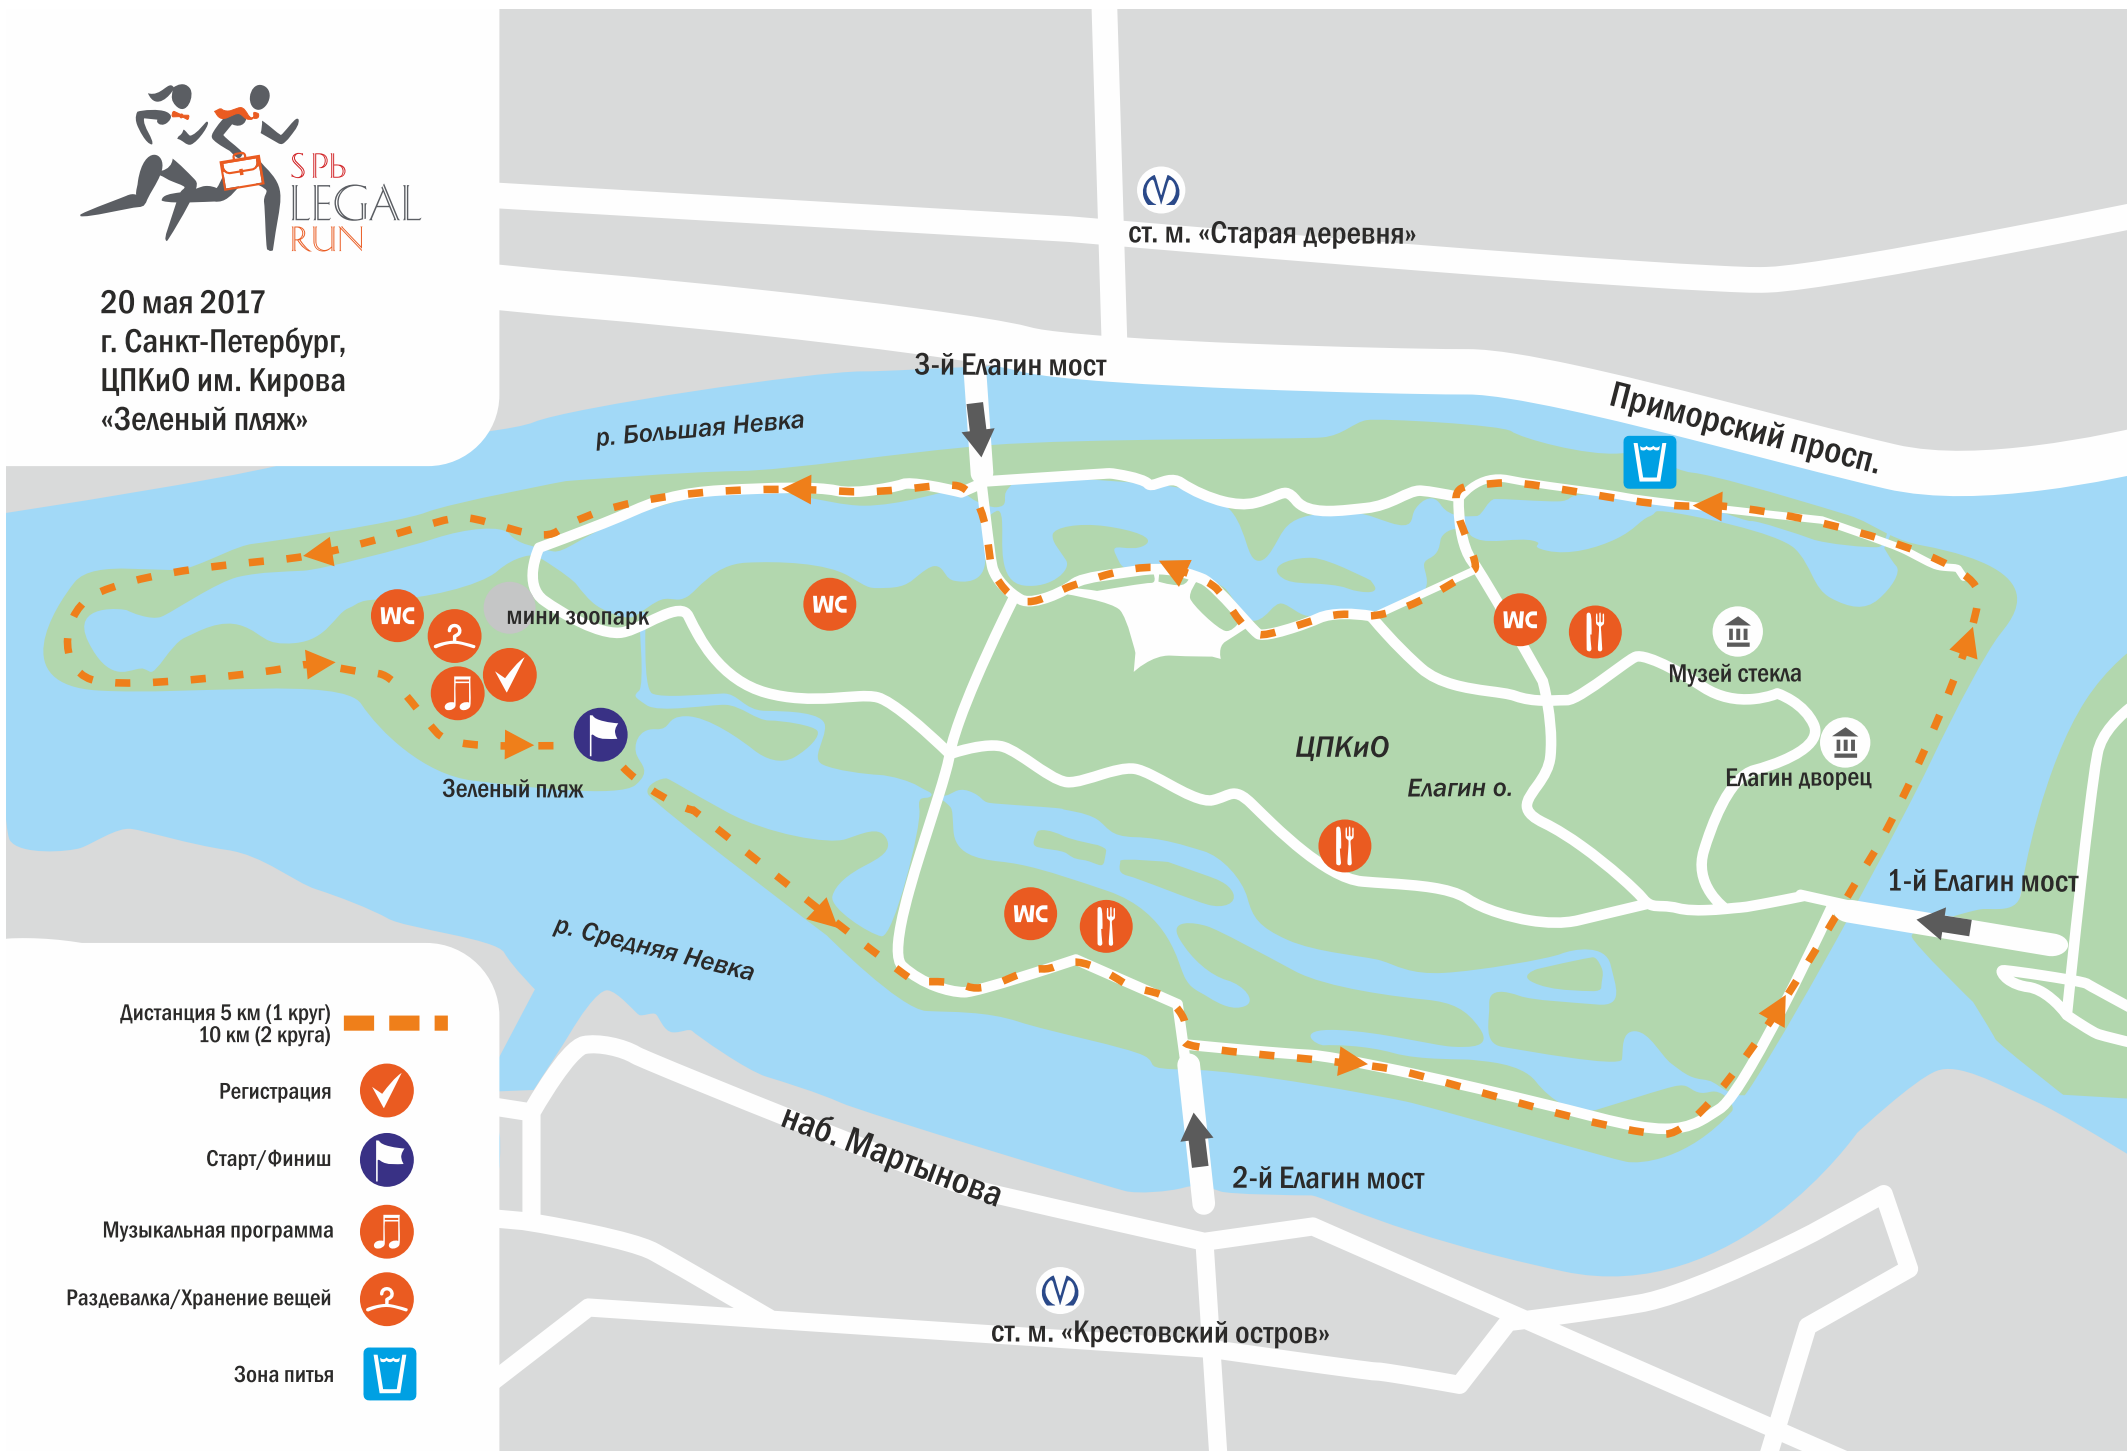 SPb
LEGAL
RUN
20 мая 2017
г. Санкт-Петербург,
ЦПКиО им. Кирова
«Зеленый пляж»
ст. м. «Старая деревня»
3-й Елагин мост
Приморский просп.
р. Большая Невка
WC
мини зоопарк
WC
WC
Музей стекла
ЦПКиО
Елагин о.
Елагин дворец
Зеленый пляж
1-й Елагин мост
WC
р. Средняя Невка
наб. Мартынова
2-й Елагин мост
ст. м. «Крестовский остров»
Дистанция 5 км (1 круг)
10 км (2 круга)
Регистрация
Старт/Финиш
Музыкальная программа
Раздевалка/Хранение вещей
Зона питья